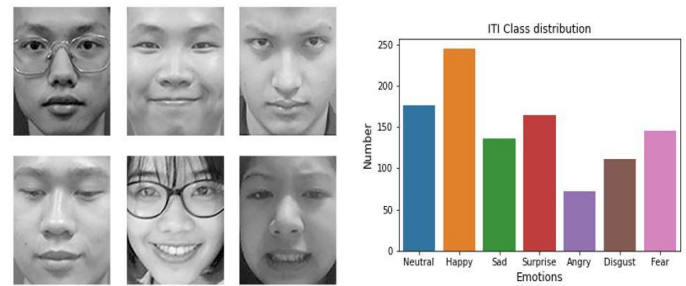 ITI Class distribution
250
200
150
100
50
0
Number
Neutral Happy Sad Surprise Angry Disgust Fear
Emotions